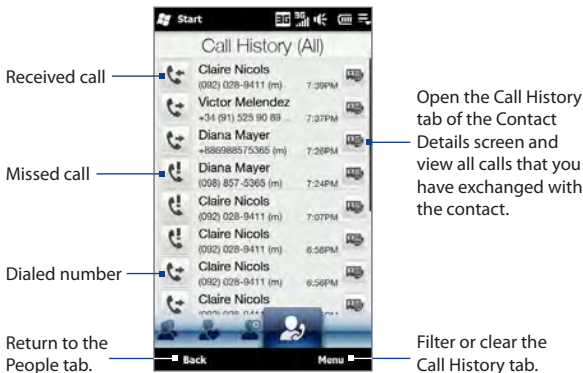 Start
Call History (All)
Received call
Claire Nicols
(092) 028-9411 (m) 7:39PM
Victor Melendez
+34 (91) 525 90 89 ... 7:37PM
Diana Mayer
+886988575365 (m) 7:26PM
Open the Call History
tab of the Contact
Details screen and
view all calls that you
have exchanged with
the contact.
Missed call
Diana Mayer
(098) 857-5365 (m) 7:24PM
Claire Nicols
(092) 028-9411 (m) 7:07PM
Claire Nicols
(092) 028-9411 (m) 6:58PM
Dialed number
Claire Nicols
(092) 028-9411 (m) 6:56PM
Claire Nicols
Return to the
People tab.
Back
Menu
Filter or clear the
Call History tab.